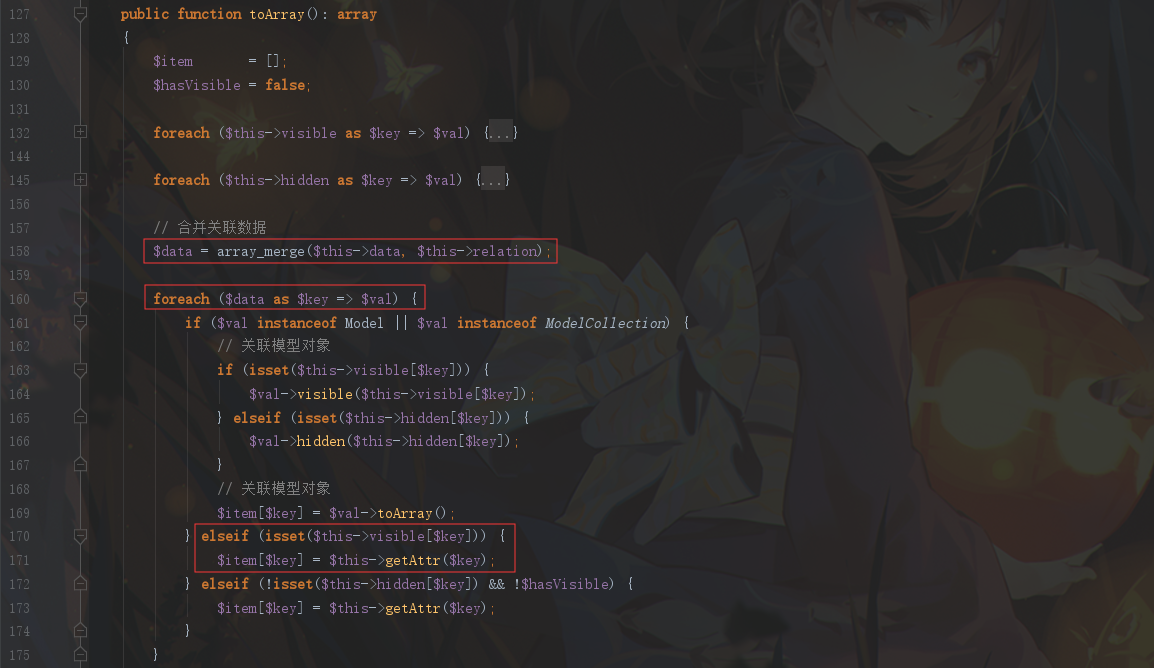 127 public function toArray(): array
128 {
129 $item       = [];
130 $hasVisible = false;
131
132 foreach ($this->visible as $key => $val) {...}
144
145 foreach ($this->hidden as $key => $val) {...}
156
157 // 合并关联数据
158 $data = array_merge($this->data, $this->relation);
159
160 foreach ($data as $key => $val) {
161 if ($val instanceof Model || $val instanceof ModelCollection) {
162 // 关联模型对象
163 if (isset($this->visible[$key])) {
164 $val->visible($this->visible[$key]);
165 } elseif (isset($this->hidden[$key])) {
166 $val->hidden($this->hidden[$key]);
167 }
168 // 关联模型对象
169 $item[$key] = $val->toArray();
170 } elseif (isset($this->visible[$key])) {
171 $item[$key] = $this->getAttr($key);
172 } elseif (!isset($this->hidden[$key]) && !$hasVisible) {
173 $item[$key] = $this->getAttr($key);
174 }
175 }